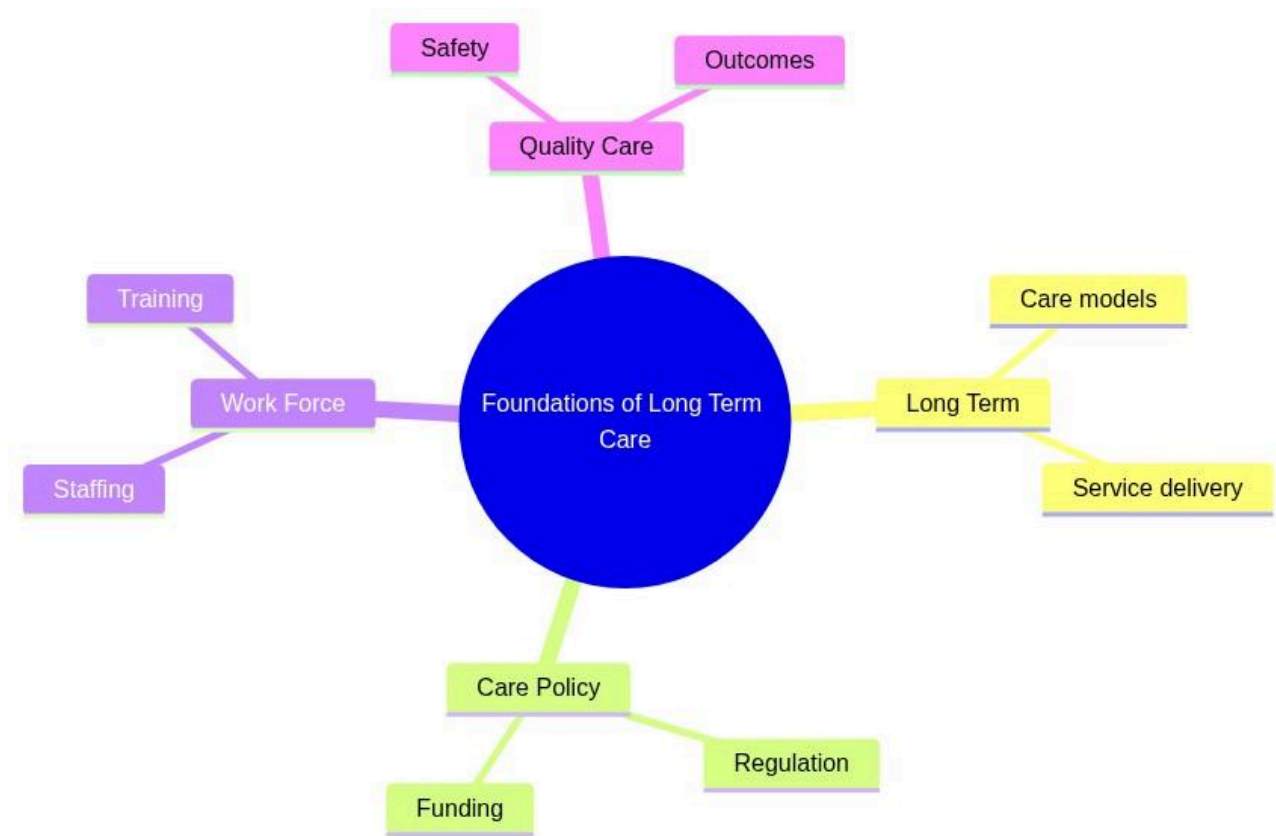 Safety
Outcomes
Quality Care
Training
Care models
Work Force
Foundations of Long Term
Care
Long Term
Staffing
Service delivery
Care Policy
Regulation
Funding